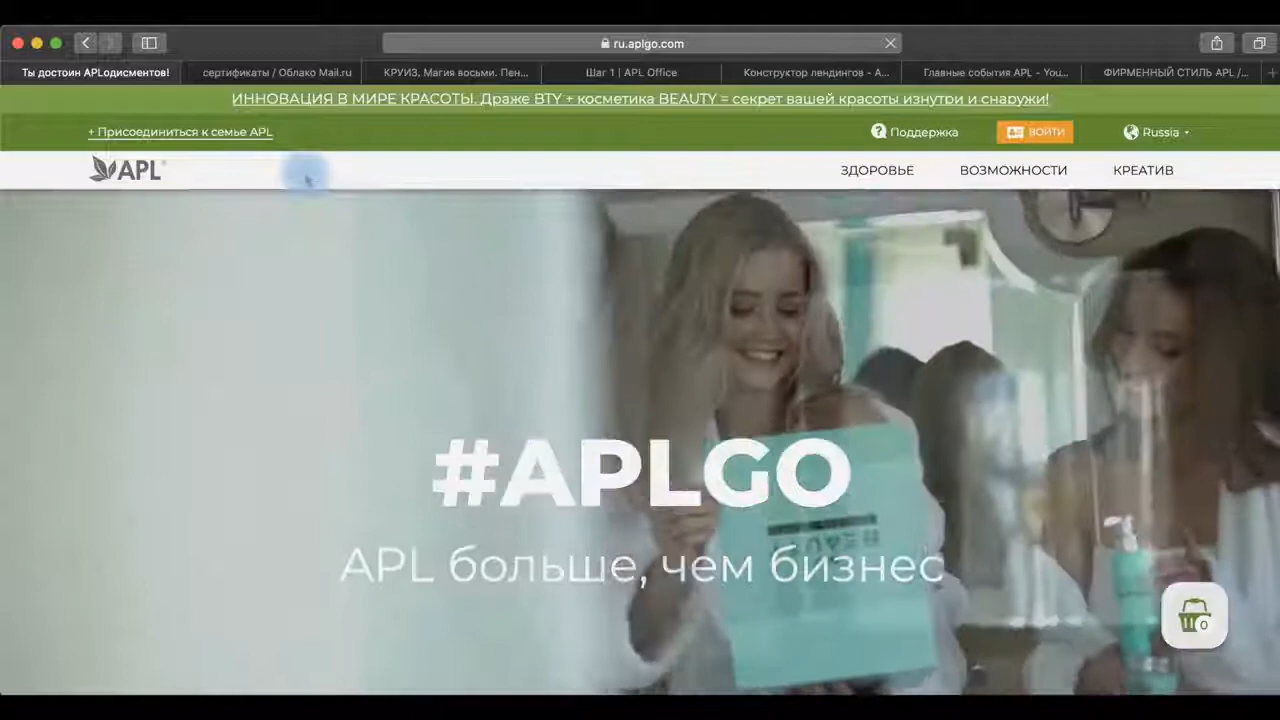 ru.aplgo.com
Ты достоин APLодисментов!
сертификаты / Облако Mail.ru
КРУИЗ, Магия восьми. Пен...
Шаг 1 | APL Office
Конструктор лендингов - A...
Главные события APL - You...
ФИРМЕННЫЙ СТИЛЬ APL /...
ИННОВАЦИЯ В МИРЕ КРАСОТЫ. Драже BTY + косметика BEAUTY = секрет вашей красоты изнутри и снаружи!
+ Присоединиться к семье APL
Поддержка
ВОЙТИ
Russia
APL
ЗДОРОВЬЕ
ВОЗМОЖНОСТИ
КРЕАТИВ
#APLGO
APL больше, чем бизнес
0